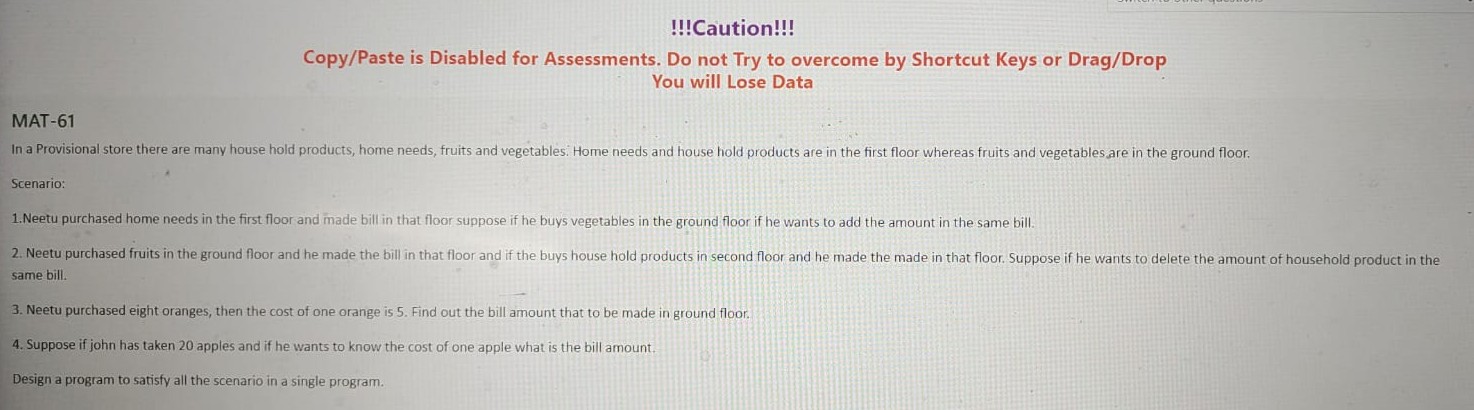 !!!Caution!!!
Copy/Paste is Disabled for Assessments. Do not Try to overcome by Shortcut Keys or Drag/Drop
You will Lose Data
MAT-61
In a Provisional store there are many house hold products, home needs, fruits and vegetables. Home needs and house hold products are in the first floor whereas fruits and vegetables are in the ground floor.
Scenario:
1.Neetu purchased home needs in the first floor and made bill in that floor suppose if he buys vegetables in the ground floor if he wants to add the amount in the same bill.
2. Neetu purchased fruits in the ground floor and he made the bill in that floor and if the buys house hold products in second floor and he made the made in that floor. Suppose if he wants to delete the amount of household product in the
same bill.
3. Neetu purchased eight oranges, then the cost of one orange is 5. Find out the bill amount that to be made in ground floor.
4. Suppose if john has taken 20 apples and if he wants to know the cost of one apple what is the bill amount.
Design a program to satisfy all the scenario in a single program.